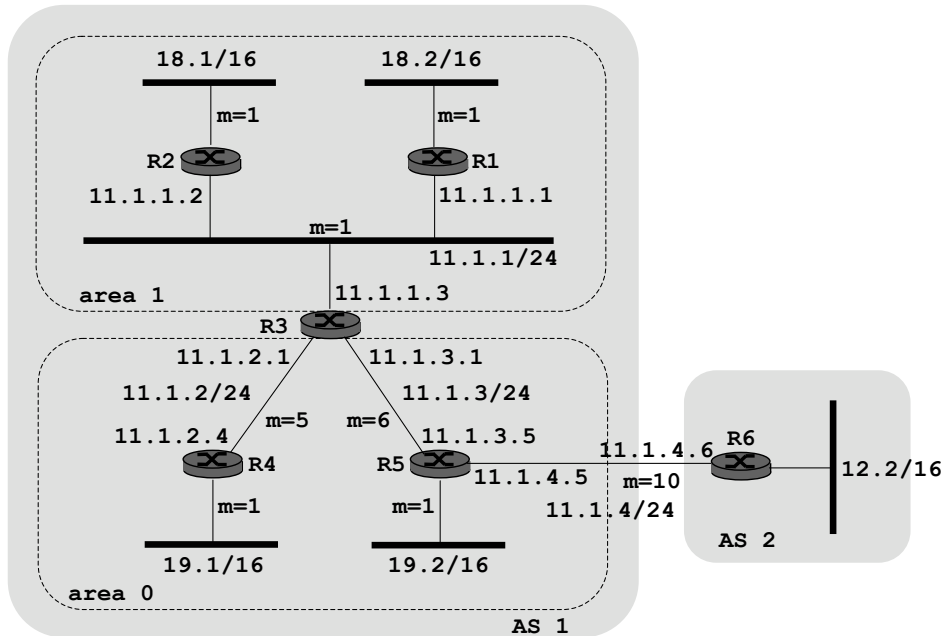 18.1/16
18.2/16
m=1
m=1
R2
R1
11.1.1.2
11.1.1.1
m=1
11.1.1/24
area 1
11.1.1.3
R3
11.1.2.1
11.1.3.1
11.1.2/24
11.1.3/24
m=5
m=6
11.1.2.4
11.1.3.5
R4
R5
11.1.4.5
11.1.4.6
R6
m=10
11.1.4/24
12.2/16
m=1
m=1
19.1/16
19.2/16
AS 2
area 0
AS 1